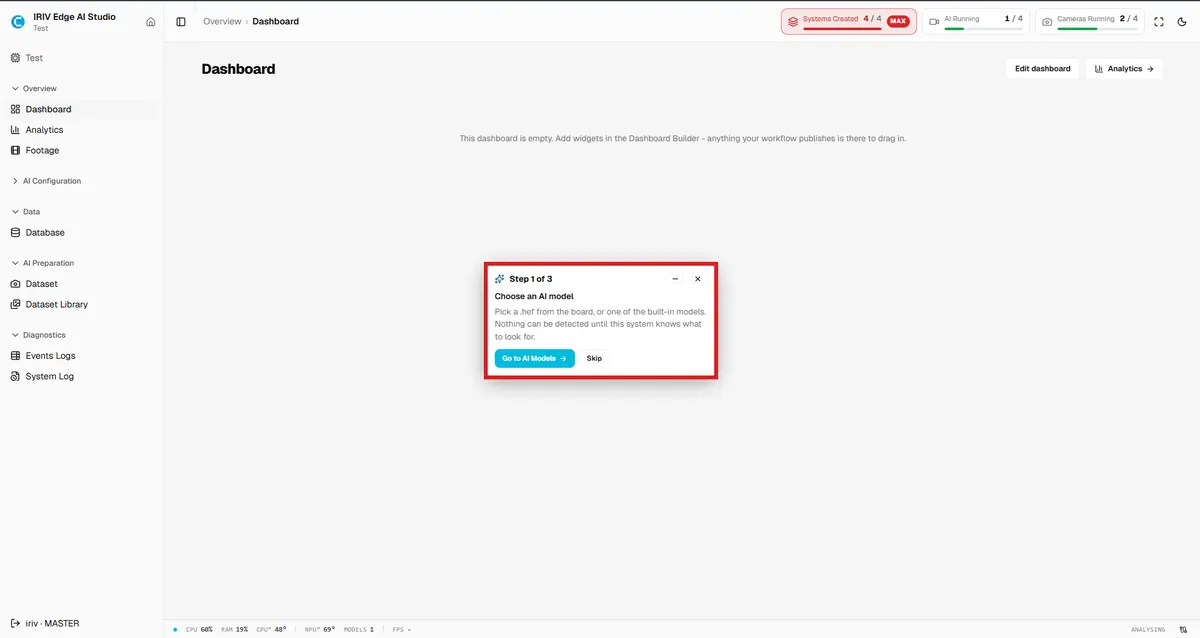 IRIV Edge AI Studio
Test
Test
Overview
Dashboard
Analytics
Footage
AI Configuration
Data
Database
AI Preparation
Dataset
Dataset Library
Diagnostics
Events Logs
System Log
iriv · MASTER
Overview › Dashboard
Systems Created 4 / 4 MAX
AI Running 1 / 4
Cameras Running 2 / 4
Dashboard
Edit dashboard
Analytics →
This dashboard is empty. Add widgets in the Dashboard Builder - anything your workflow publishes is there to drag in.
Step 1 of 3
Choose an AI model
Pick a .hef from the board, or one of the built-in models.
Nothing can be detected until this system knows what
to look for.
Go to AI Models →
Skip
CPU 60% RAM 19% CPU° 48° NPU° 69° MODELS 1 FPS -
ANALYSING